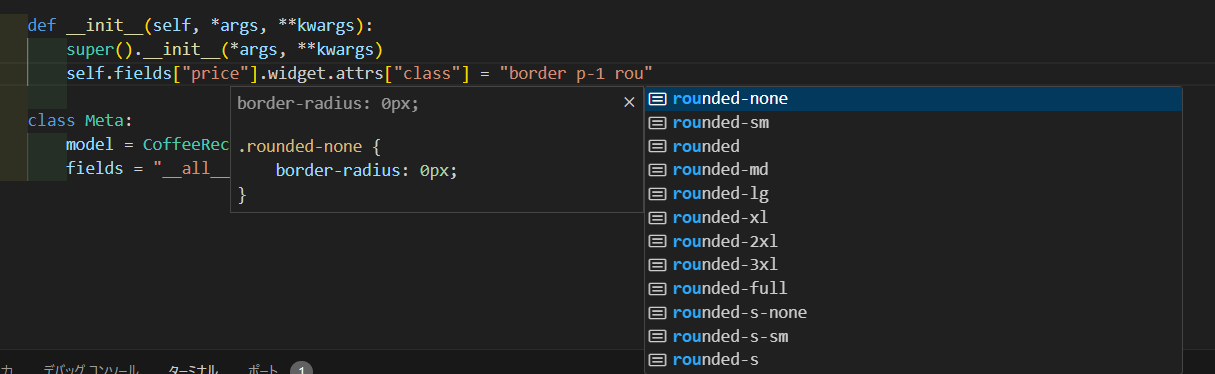 def __init__(self, *args, **kwargs):
super().__init__(*args, **kwargs)
self.fields["price"].widget.attrs["class"] = "border p-1 rou"
class Meta:
model = CoffeeRec
fields = "__all__
border-radius: 0px;
.rounded-none {
border-radius: 0px;
}
rounded-none
rounded-sm
rounded
rounded-md
rounded-lg
rounded-xl
rounded-2xl
rounded-3xl
rounded-full
rounded-s-none
rounded-s-sm
rounded-s
力 デバッグ コンソール ターミナル ポート 1